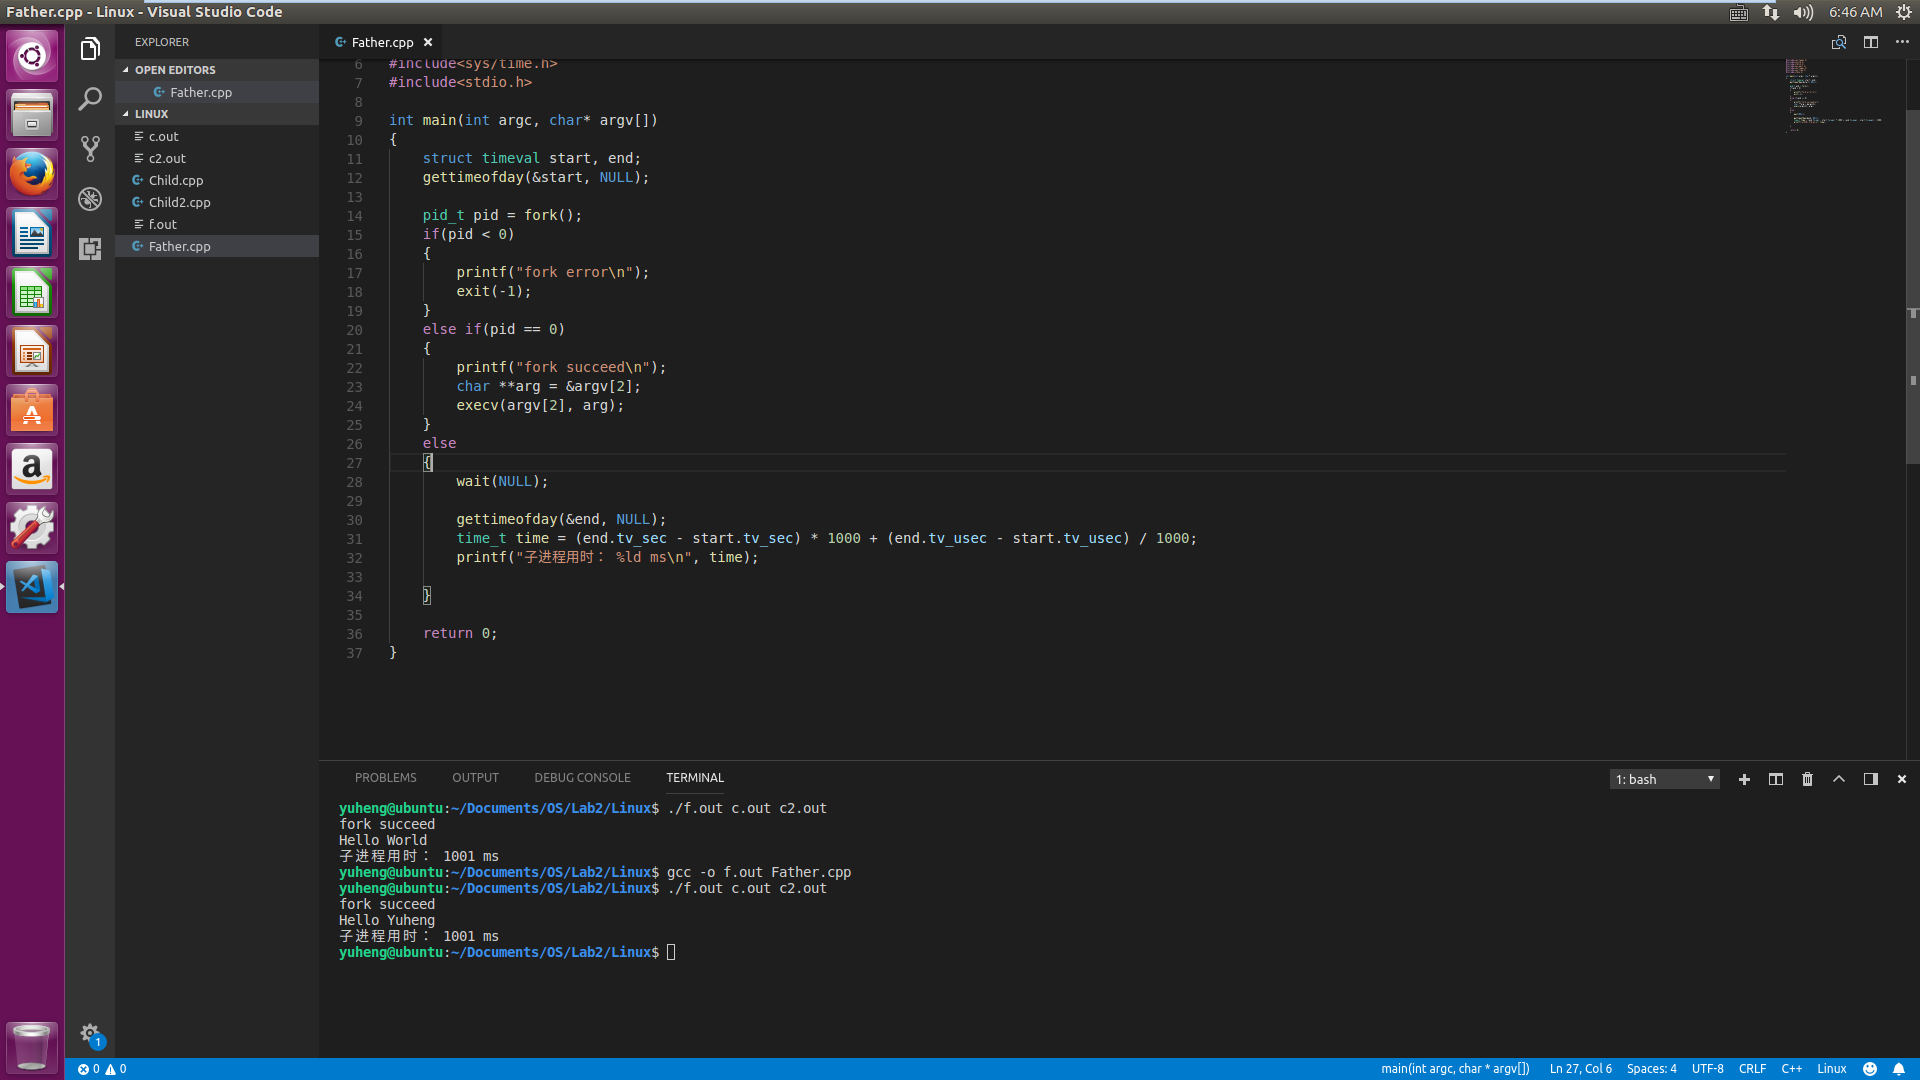 Father.cpp - Linux - Visual Studio Code
6:46 AM
EXPLORER
OPEN EDITORS
Father.cpp
LINUX
c.out
c2.out
Child.cpp
Child2.cpp
f.out
Father.cpp
Father.cpp
6 #include<sys/time.h>
7 #include<stdio.h>
8
9 int main(int argc, char* argv[])
10 {
11     struct timeval start, end;
12     gettimeofday(&start, NULL);
13
14     pid_t pid = fork();
15     if(pid < 0)
16     {
17         printf("fork error\n");
18         exit(-1);
19     }
20     else if(pid == 0)
21     {
22         printf("fork succeed\n");
23         char **arg = &argv[2];
24         execv(argv[2], arg);
25     }
26     else
27     {
28         wait(NULL);
29
30         gettimeofday(&end, NULL);
31         time_t time = (end.tv_sec - start.tv_sec) * 1000 + (end.tv_usec - start.tv_usec) / 1000;
32         printf("子进程用时： %ld ms\n", time);
33
34     }
35
36     return 0;
37 }
PROBLEMS OUTPUT DEBUG CONSOLE TERMINAL
1: bash
yuheng@ubuntu:~/Documents/OS/Lab2/Linux$ ./f.out c.out c2.out
fork succeed
Hello World
子进程用时： 1001 ms
yuheng@ubuntu:~/Documents/OS/Lab2/Linux$ gcc -o f.out Father.cpp
yuheng@ubuntu:~/Documents/OS/Lab2/Linux$ ./f.out c.out c2.out
fork succeed
Hello Yuheng
子进程用时： 1001 ms
yuheng@ubuntu:~/Documents/OS/Lab2/Linux$
1
0 0
main(int argc, char * argv[]) Ln 27, Col 6 Spaces: 4 UTF-8 CRLF C++ Linux